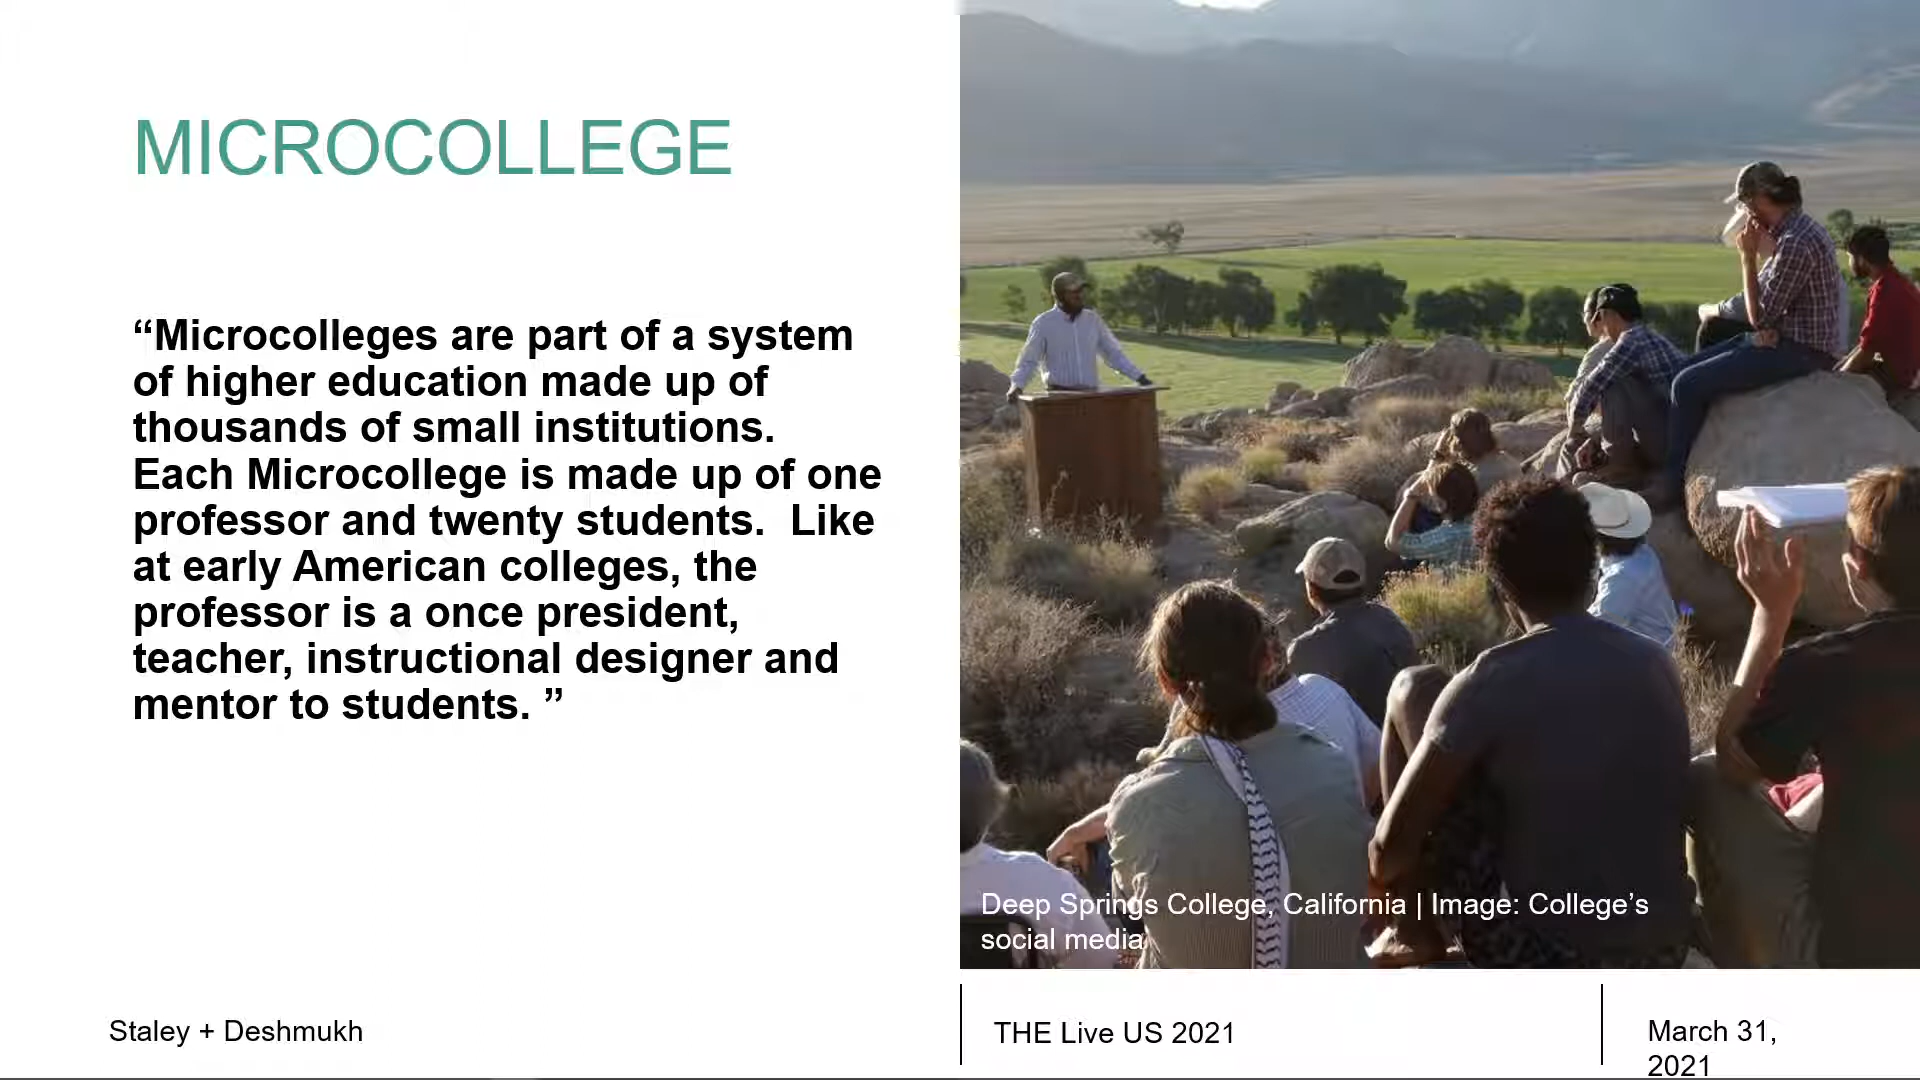 MICROCOLLEGE
“Microcolleges are part of a system
of higher education made up of
thousands of small institutions.
Each Microcollege is made up of one
professor and twenty students.  Like
at early American colleges, the
professor is a once president,
teacher, instructional designer and
mentor to students. ”
Deep Springs College, California | Image: College’s
social media
Staley + Deshmukh
THE Live US 2021
March 31,
2021